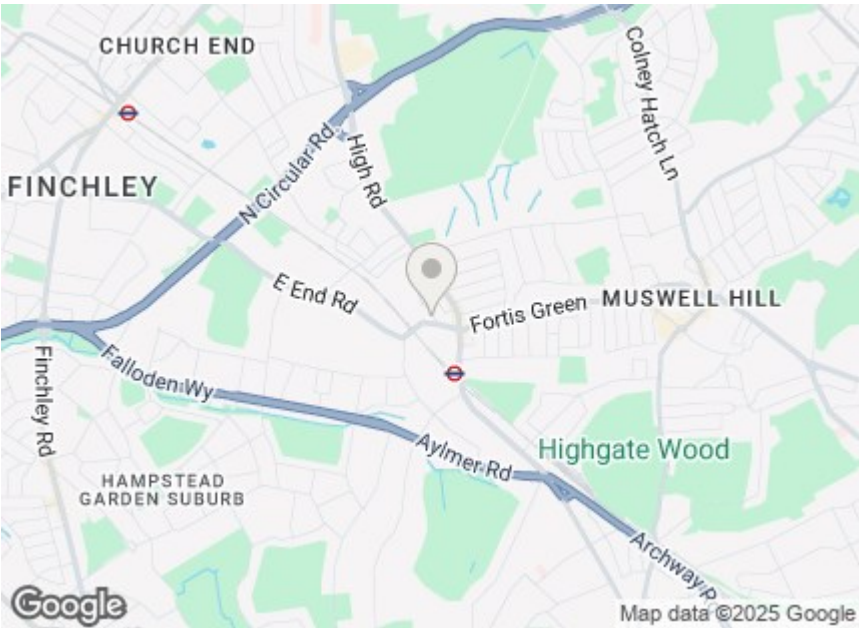 CHURCH END
Colney Hatch Ln
High Rd
N Circular Rd
FINCHLEY
E End Rd
Fortis Green
MUSWELL HILL
Finchley Rd
Falloden Wy
Aylmer Rd
Highgate Wood
HAMPSTEAD
GARDEN SUBURB
Archway R
Google
Map data ©2025 Google